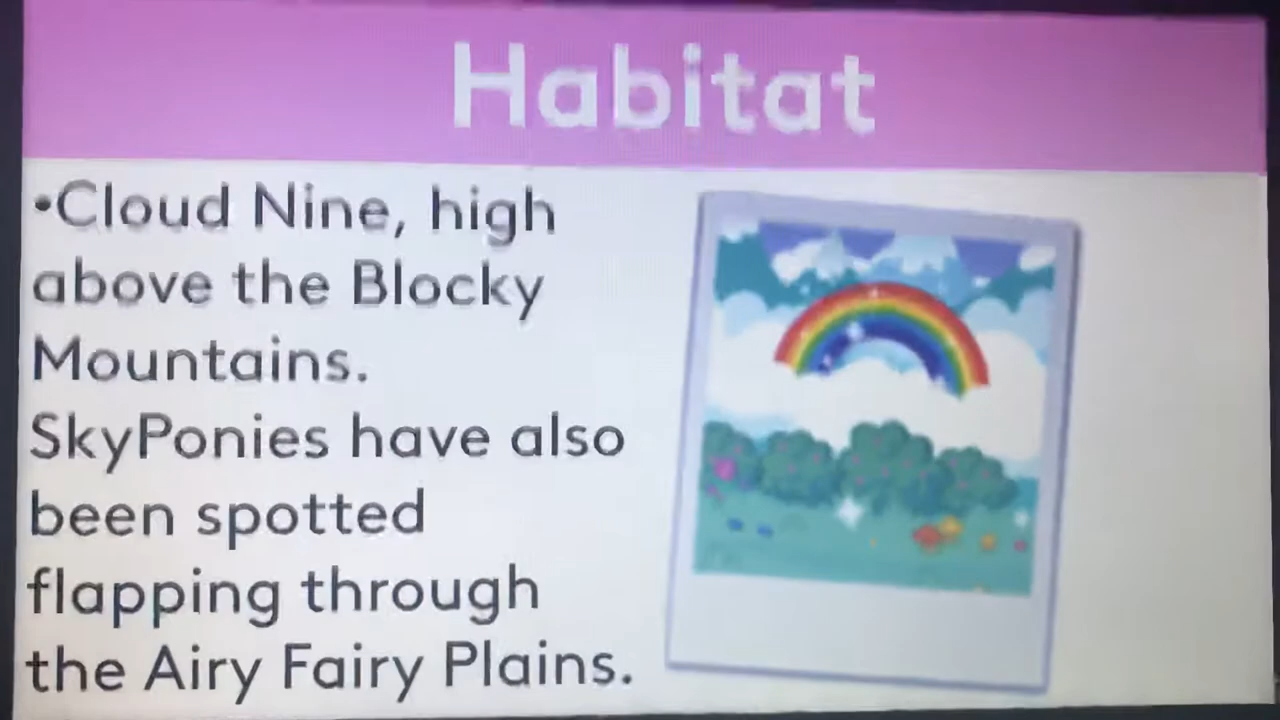 Habitat
•Cloud Nine, high
above the Blocky
Mountains.
SkyPonies have also
been spotted
flapping through
the Airy Fairy Plains.